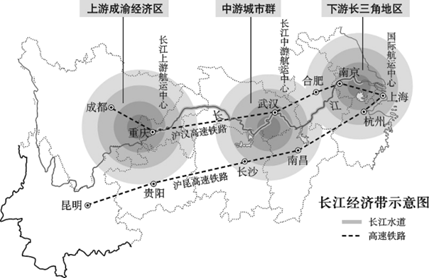 上游成渝经济区
中游城市群
下游长三角地区
长江上游航运中心
长江中游航运中心
国际航运中心
成都
重庆
沪汉高速铁路
长
江
武汉
合肥
南京
上海
杭州
南昌
长沙
沪昆高速铁路
贵阳
昆明
长江经济带示意图
长江水道
高速铁路